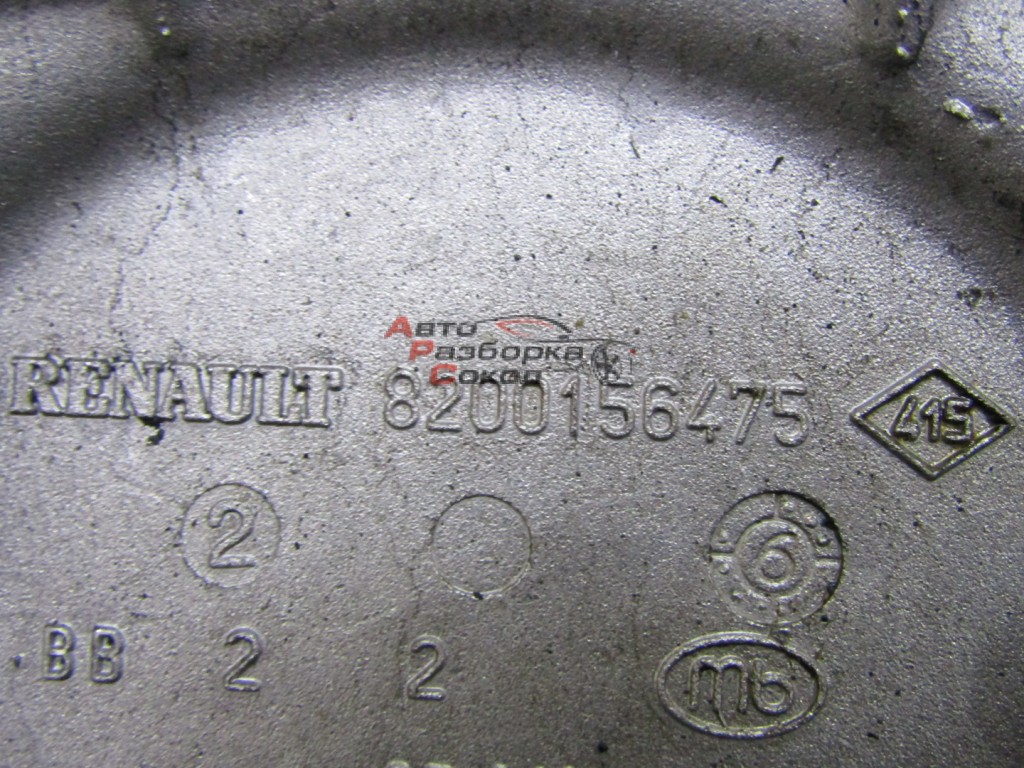 Авто
Разборка
Сокол
RENAULT 8200156475 415
2 6
BB 2 2 mb